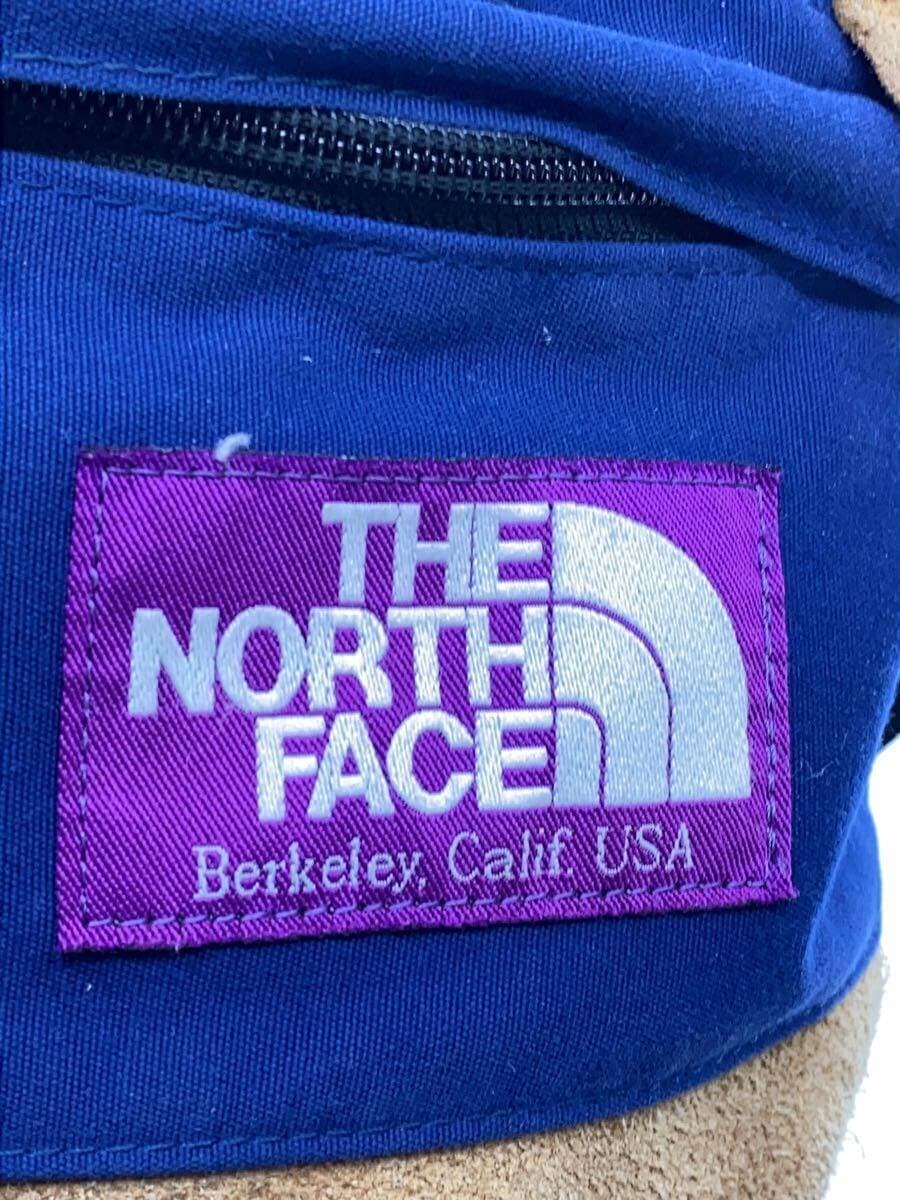 THE
NORTH
FACE
Berkeley, Calif. USA